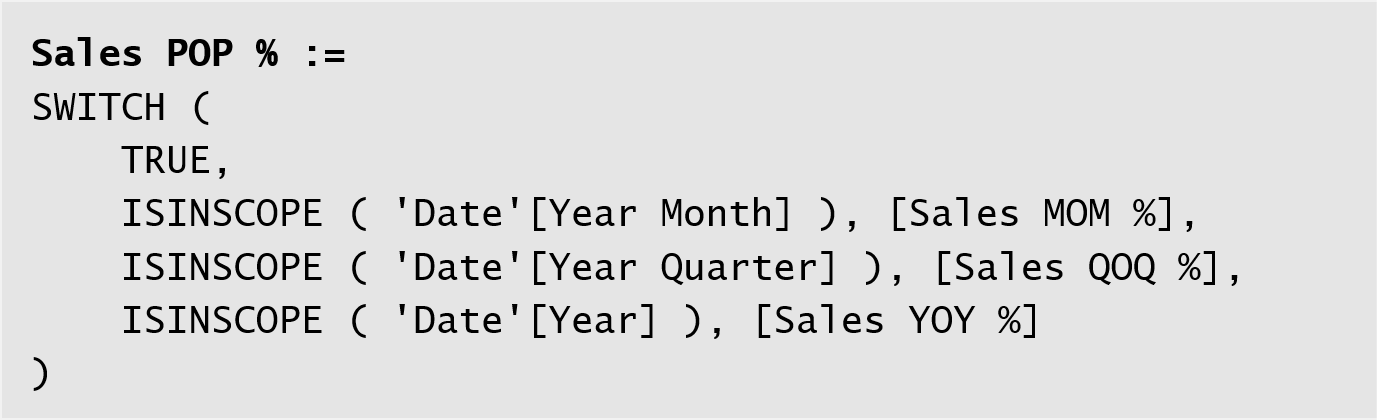 Sales POP % :=
SWITCH (
    TRUE,
    ISINSCOPE ( 'Date'[Year Month] ), [Sales MOM %],
    ISINSCOPE ( 'Date'[Year Quarter] ), [Sales QOQ %],
    ISINSCOPE ( 'Date'[Year] ), [Sales YOY %]
)